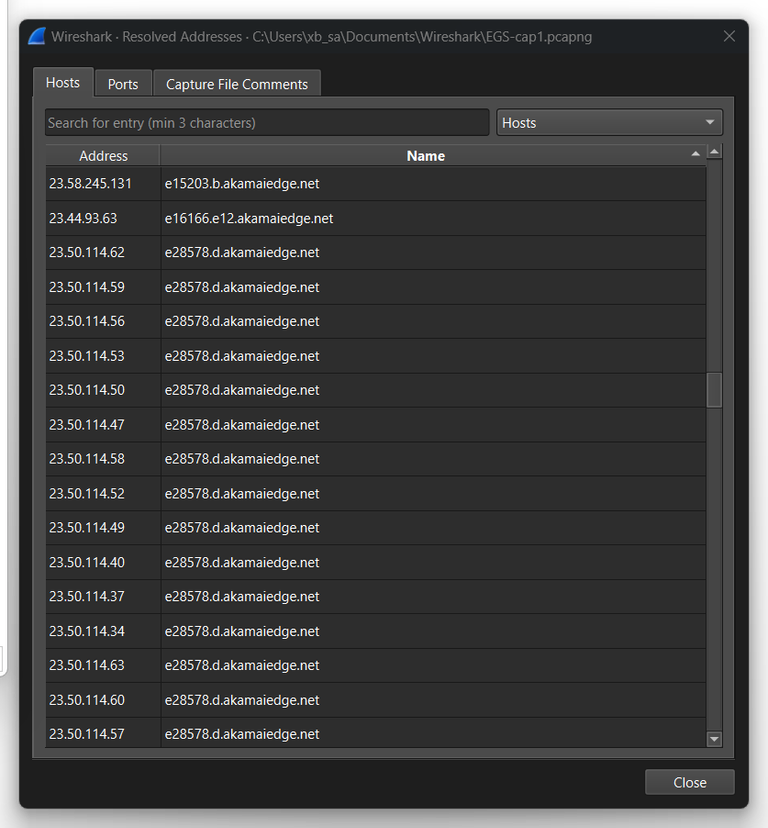 Wireshark · Resolved Addresses · C:\Users\xb_sa\Documents\Wireshark\EGS-cap1.pcapng
Hosts Ports Capture File Comments
Search for entry (min 3 characters) Hosts
Address Name
23.58.245.131 e15203.b.akamaiedge.net
23.44.93.63 e16166.e12.akamaiedge.net
23.50.114.62 e28578.d.akamaiedge.net
23.50.114.59 e28578.d.akamaiedge.net
23.50.114.56 e28578.d.akamaiedge.net
23.50.114.53 e28578.d.akamaiedge.net
23.50.114.50 e28578.d.akamaiedge.net
23.50.114.47 e28578.d.akamaiedge.net
23.50.114.58 e28578.d.akamaiedge.net
23.50.114.52 e28578.d.akamaiedge.net
23.50.114.49 e28578.d.akamaiedge.net
23.50.114.40 e28578.d.akamaiedge.net
23.50.114.37 e28578.d.akamaiedge.net
23.50.114.34 e28578.d.akamaiedge.net
23.50.114.63 e28578.d.akamaiedge.net
23.50.114.60 e28578.d.akamaiedge.net
23.50.114.57 e28578.d.akamaiedge.net
Close